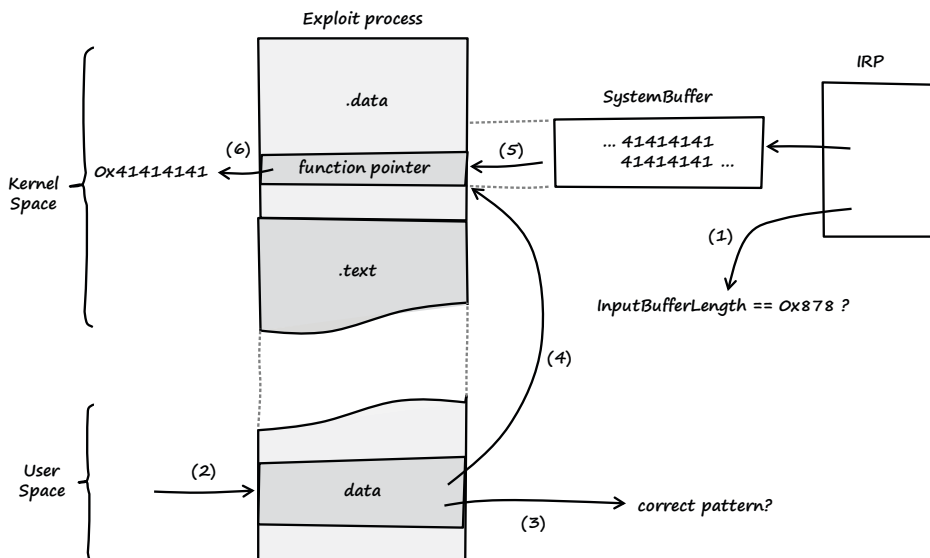 Exploit process
IRP
.data
SystemBuffer
... 41414141
41414141 ...
(6)
(5)
0x41414141
function pointer
Kernel
Space
(1)
.text
InputBufferLength == 0x878 ?
(4)
User
Space
(2)
data
correct pattern?
(3)